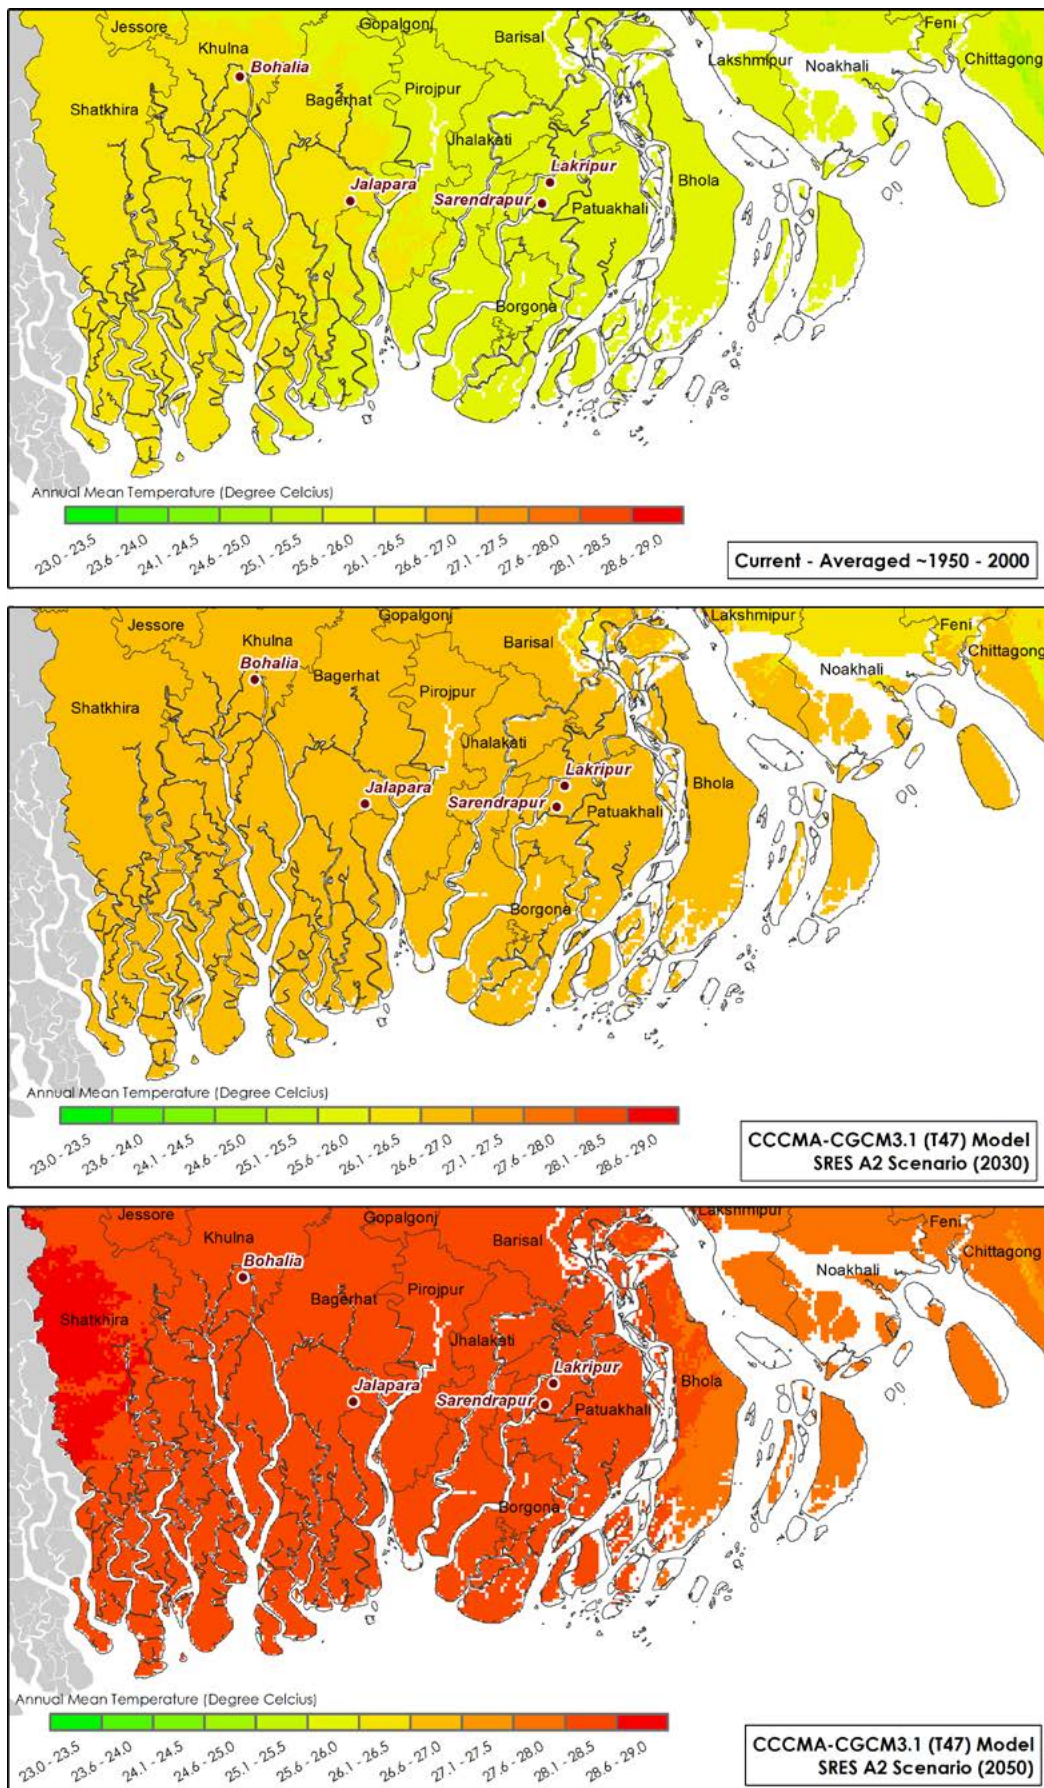 Jessore
Gopalgonj
Barisal
Feni
Khulna
Bohalia
Lakshmipur
Noakhali
Chittagong
Shatkhira
Bagerhat
Pirojpur
Jhalakati
Lakripur
Jalapara
Sarendrapur
Patuakhali
Bhola
Borgona
Annual Mean Temperature (Degree Celcius)
23.0 - 23.5
23.6 - 24.0
24.1 - 24.5
24.6 - 25.0
25.1 - 25.5
25.6 - 26.0
26.1 - 26.5
26.6 - 27.0
27.1 - 27.5
27.6 - 28.0
28.1 - 28.5
28.6 - 29.0
Current - Averaged ~1950 - 2000
Jessore
Gopalgonj
Barisal
Lakshmipur
Feni
Khulna
Bohalia
Bagerhat
Noakhali
Chittagong
Shatkhira
Pirojpur
Jhalakati
Lakripur
Jalapara
Sarendrapur
Patuakhali
Bhola
Borgona
Annual Mean Temperature (Degree Celcius)
23.0 - 23.5
23.6 - 24.0
24.1 - 24.5
24.6 - 25.0
25.1 - 25.5
25.6 - 26.0
26.1 - 26.5
26.6 - 27.0
27.1 - 27.5
27.6 - 28.0
28.1 - 28.5
28.6 - 29.0
CCCMA-CGCM3.1 (T47) Model
SRES A2 Scenario (2030)
Jessore
Gopalgonj
Lakshmipur
Feni
Khulna
Barisal
Bohalia
Chittagong
Noakhali
Pirojpur
Bagerhat
Shatkhira
Jhalakati
Lakripur
Jalapara
Sarendrapur
Patuakhali
Bhola
Borgona
Annual Mean Temperature (Degree Celcius)
23.0 - 23.5
23.6 - 24.0
24.1 - 24.5
24.6 - 25.0
25.1 - 25.5
25.6 - 26.0
26.1 - 26.5
26.6 - 27.0
27.1 - 27.5
27.6 - 28.0
28.1 - 28.5
28.6 - 29.0
CCCMA-CGCM3.1 (T47) Model
SRES A2 Scenario (2050)